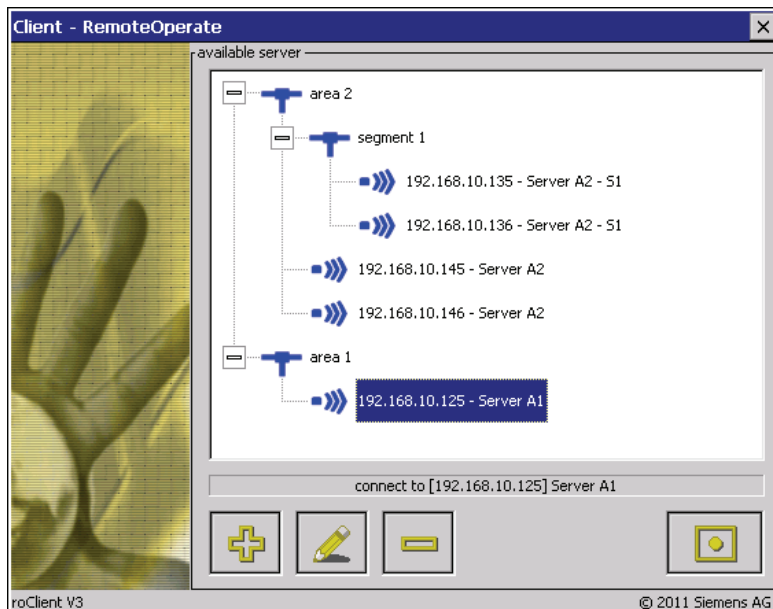 Client - RemoteOperate
available server
area 2
segment 1
192.168.10.135 - Server A2 - S1
192.168.10.136 - Server A2 - S1
192.168.10.145 - Server A2
192.168.10.146 - Server A2
area 1
192.168.10.125 - Server A1
connect to [192.168.10.125] Server A1
roClient V3
© 2011 Siemens AG